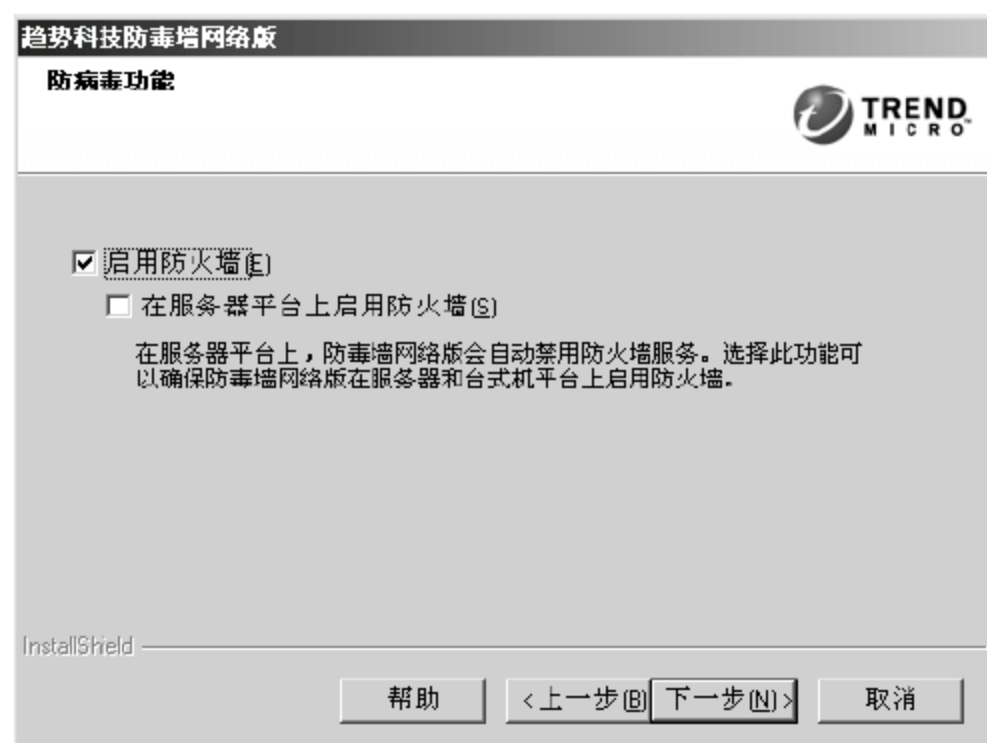 趋势科技防毒墙网络版
防病毒功能
TREND
MICRO™
启用防火墙(E)
在服务器平台上启用防火墙(S)
在服务器平台上，防毒墙网络版会自动禁用防火墙服务。选择此功能可
以确保防毒墙网络版在服务器和台式机平台上启用防火墙。
InstallShield
帮助
<上一步(B)
下一步(N)>
取消